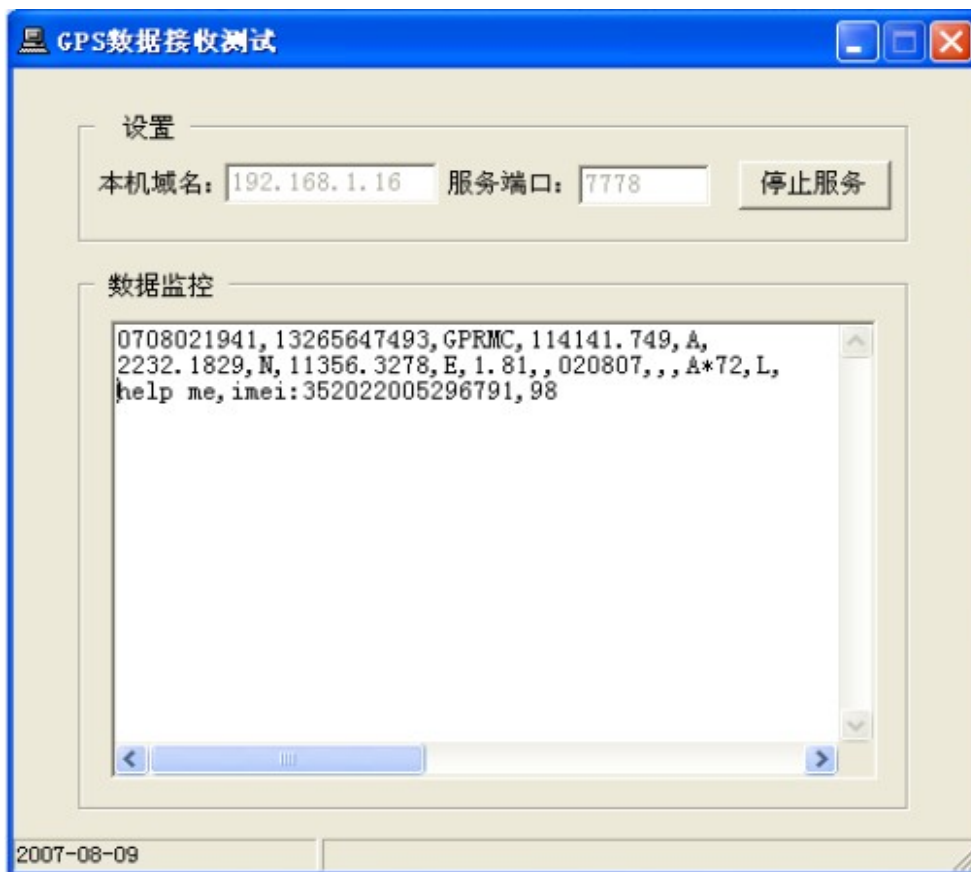 GPS数据接收测试
设置
本机域名: 192.168.1.16 服务端口: 7778 停止服务
数据监控
0708021941,13265647493,GPRMC,114141.749,A,
2232.1829,N,11356.3278,E,1.81,,020807,,,A*72,L,
help me,imei:352022005296791,98
2007-08-09